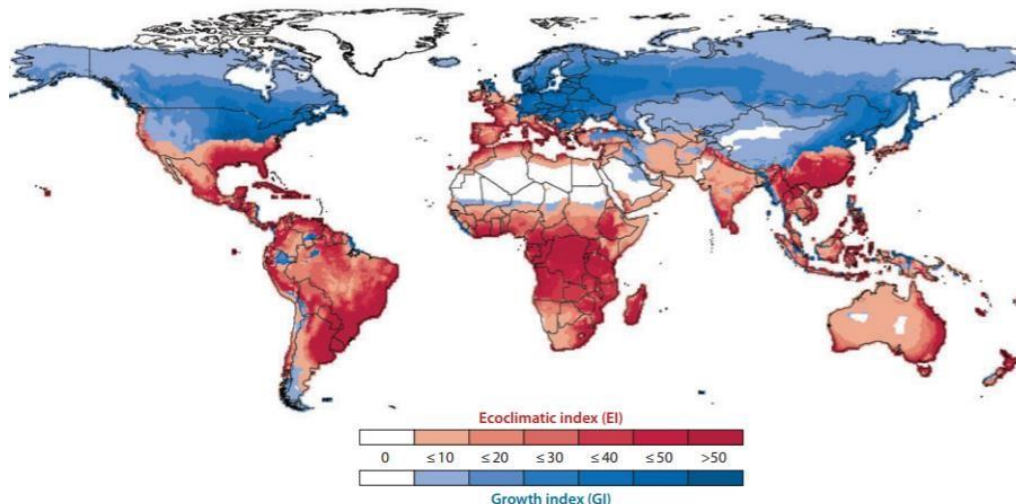 Ecoclimatic index (EI)
0 ≤10 ≤20 ≤30 ≤40 ≤50 >50
Growth index (GI)